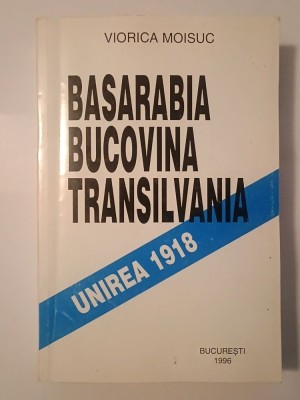 VIORICA MOISUC
BASARABIA
BUCOVINA
TRANSILVANIA
UNIREA 1918
BUCUREȘTI
1996